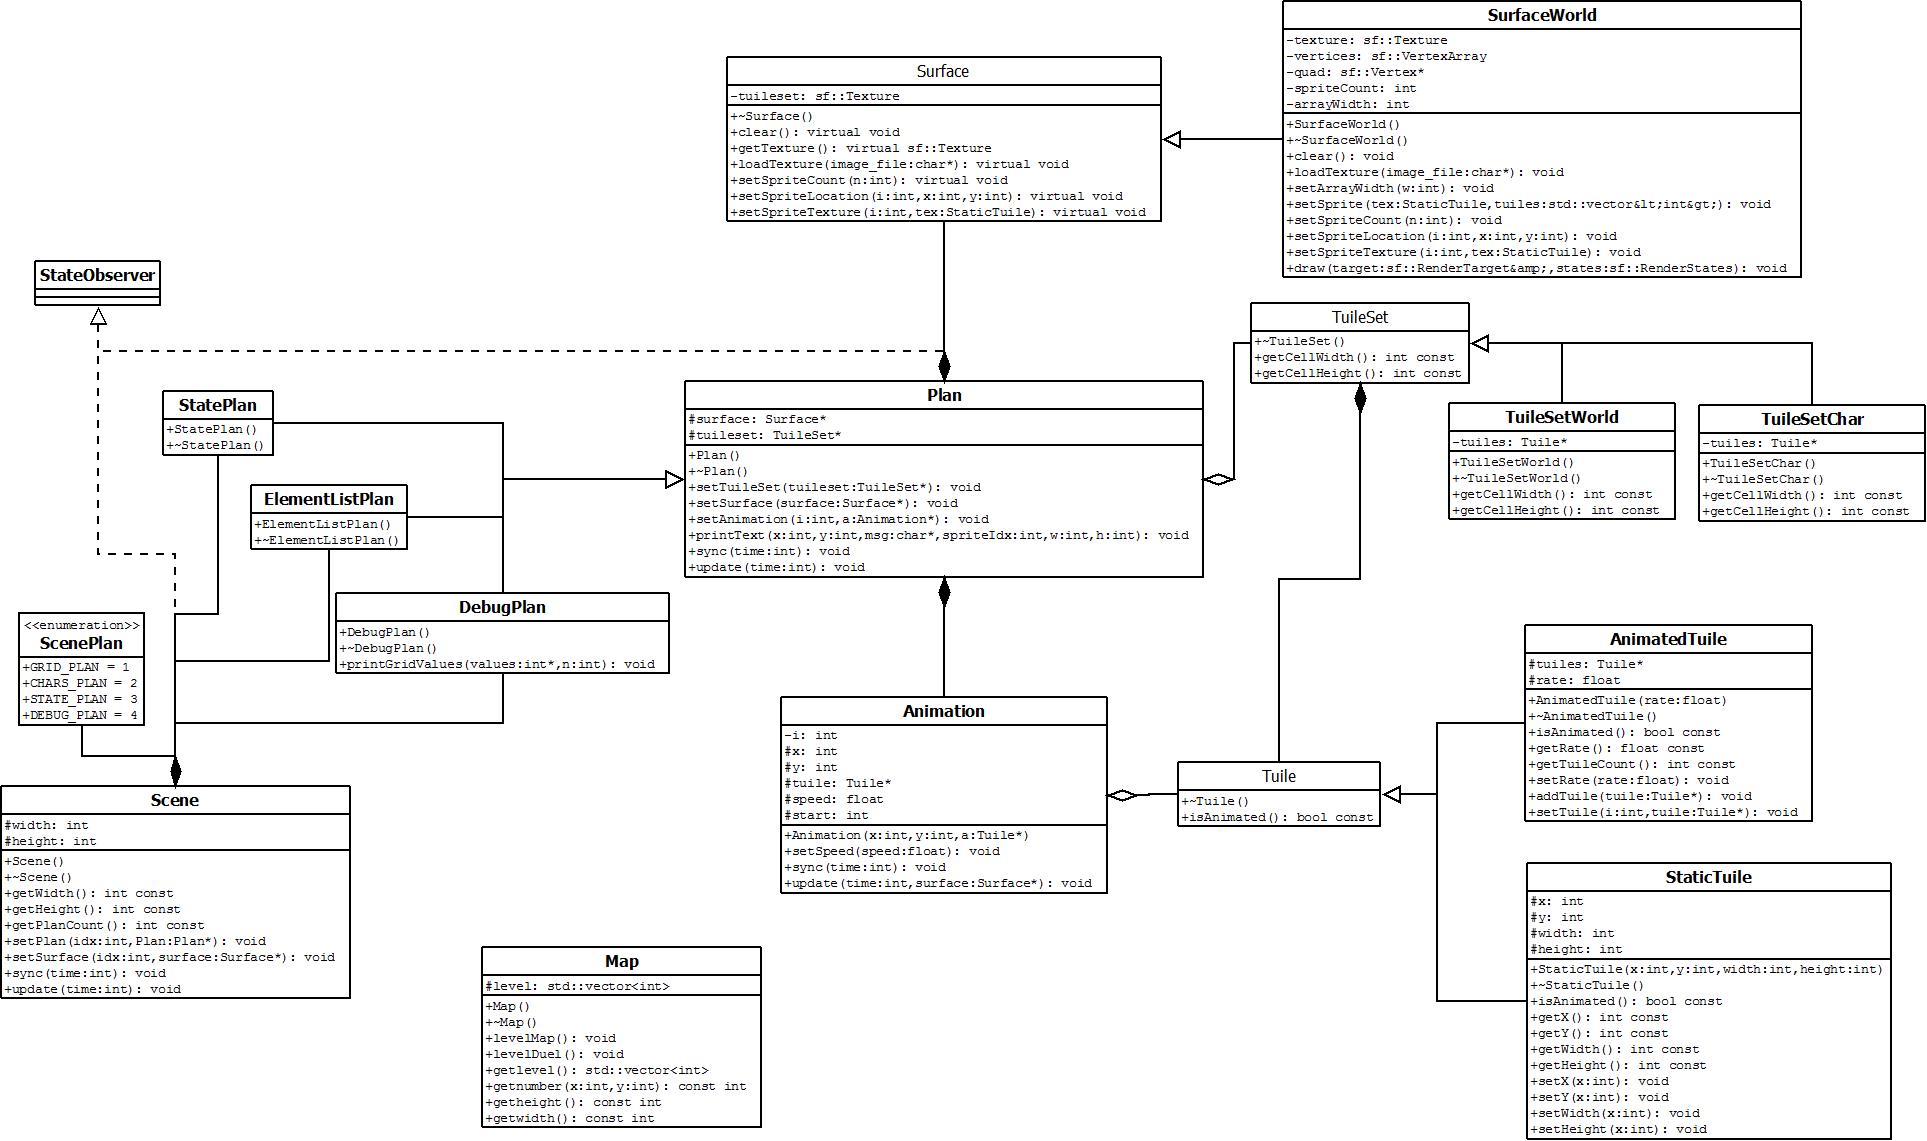 SurfaceWorld
-texture: sf::Texture
-vertices: sf::VertexArray
-quad: sf::Vertex*
-spriteCount: int
-arrayWidth: int
+SurfaceWorld()
+~SurfaceWorld()
+clear(): void
+loadTexture(image_file:char*): void
+setArrayWidth(w:int): void
+setSprite(tex:StaticTuile,tuiles:std::vector&lt;int&gt;): void
+setSpriteCount(n:int): void
+setSpriteLocation(i:int,x:int,y:int): void
+setSpriteTexture(i:int,tex:StaticTuile): void
+draw(target:sf::RenderTarget&amp;,states:sf::RenderStates): void
Surface
-tuileset: sf::Texture
+~Surface()
+clear(): virtual void
+getTexture(): virtual sf::Texture
+loadTexture(image_file:char*): virtual void
+setSpriteCount(n:int): virtual void
+setSpriteLocation(i:int,x:int,y:int): virtual void
+setSpriteTexture(i:int,tex:StaticTuile): virtual void
StateObserver
TuileSet
+~TuileSet()
+getCellWidth(): int const
+getCellHeight(): int const
StatePlan
+StatePlan()
+~StatePlan()
Plan
#surface: Surface*
#tuileset: TuileSet*
+Plan()
+~Plan()
+setTuileSet(tuileset:TuileSet*): void
+setSurface(surface:Surface*): void
+setAnimation(i:int,a:Animation*): void
+printText(x:int,y:int,msg:char*,spriteIdx:int,w:int,h:int): void
+sync(time:int): void
+update(time:int): void
TuileSetWorld
-tuiles: Tuile*
+TuileSetWorld()
+~TuileSetWorld()
+getCellWidth(): int const
+getCellHeight(): int const
TuileSetChar
-tuiles: Tuile*
+TuileSetChar()
+~TuileSetChar()
+getCellWidth(): int const
+getCellHeight(): int const
ElementListPlan
+ElementListPlan()
+~ElementListPlan()
DebugPlan
+DebugPlan()
+~DebugPlan()
+printGridValues(values:int*,n:int): void
<<enumeration>>
ScenePlan
+GRID_PLAN = 1
+CHARS_PLAN = 2
+STATE_PLAN = 3
+DEBUG_PLAN = 4
AnimatedTuile
#tuiles: Tuile*
#rate: float
+AnimatedTuile(rate:float)
+~AnimatedTuile()
+isAnimated(): bool const
+getRate(): float const
+getTuileCount(): int const
+setRate(rate:float): void
+addTuile(tuile:Tuile*): void
+setTuile(i:int,tuile:Tuile*): void
Animation
-i: int
#x: int
#y: int
#tuile: Tuile*
#speed: float
#start: int
+Animation(x:int,y:int,a:Tuile*)
+setSpeed(speed:float): void
+sync(time:int): void
+update(time:int,surface:Surface*): void
Tuile
+~Tuile()
+isAnimated(): bool const
Scene
#width: int
#height: int
+Scene()
+~Scene()
+getWidth(): int const
+getHeight(): int const
+getPlanCount(): int const
+setPlan(idx:int,Plan:Plan*): void
+setSurface(idx:int,surface:Surface*): void
+sync(time:int): void
+update(time:int): void
StaticTuile
#x: int
#y: int
#width: int
#height: int
+StaticTuile(x:int,y:int,width:int,height:int)
+~StaticTuile()
+isAnimated(): bool const
+getX(): int const
+getY(): int const
+getWidth(): int const
+getHeight(): int const
+setX(x:int): void
+setY(x:int): void
+setWidth(x:int): void
+setHeight(x:int): void
Map
#level: std::vector<int>
+Map()
+~Map()
+levelMap(): void
+levelDuel(): void
+getlevel(): std::vector<int>
+getnumber(x:int,y:int): const int
+getheight(): const int
+getwidth(): const int